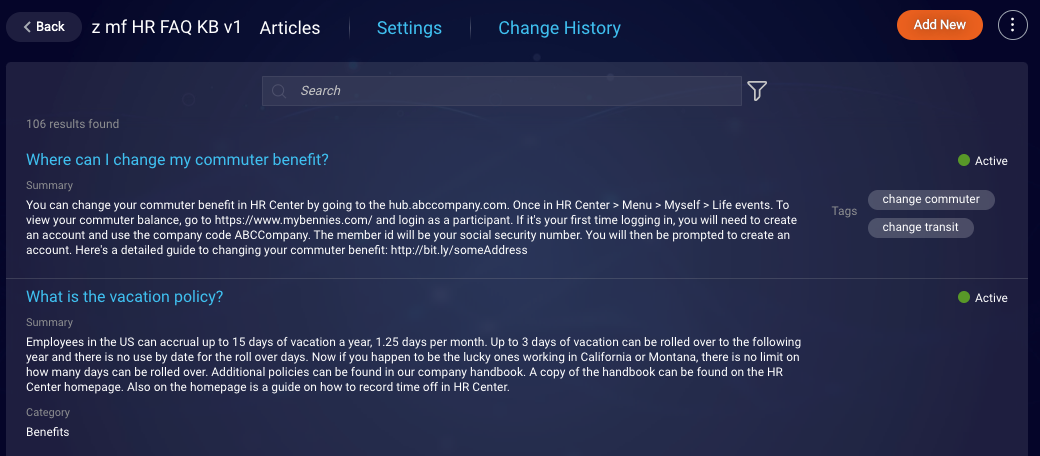 Back
z mf HR FAQ KB v1
Articles
Settings
Change History
Add New
Search
106 results found
Where can I change my commuter benefit?
Active
Summary
You can change your commuter benefit in HR Center by going to the hub.abccompany.com. Once in HR Center > Menu > Myself > Life events. To
view your commuter balance, go to https://www.mybennies.com/ and login as a participant. If it's your first time logging in, you will need to create
an account and use the company code ABCCompany. The member id will be your social security number. You will then be prompted to create an
account. Here's a detailed guide to changing your commuter benefit: http://bit.ly/someAddress
Tags
change commuter
change transit
What is the vacation policy?
Active
Summary
Employees in the US can accrual up to 15 days of vacation a year, 1.25 days per month. Up to 3 days of vacation can be rolled over to the following
year and there is no use by date for the roll over days. Now if you happen to be the lucky ones working in California or Montana, there is no limit on
how many days can be rolled over. Additional policies can be found in our company handbook. A copy of the handbook can be found on the HR
Center homepage. Also on the homepage is a guide on how to record time off in HR Center.
Category
Benefits